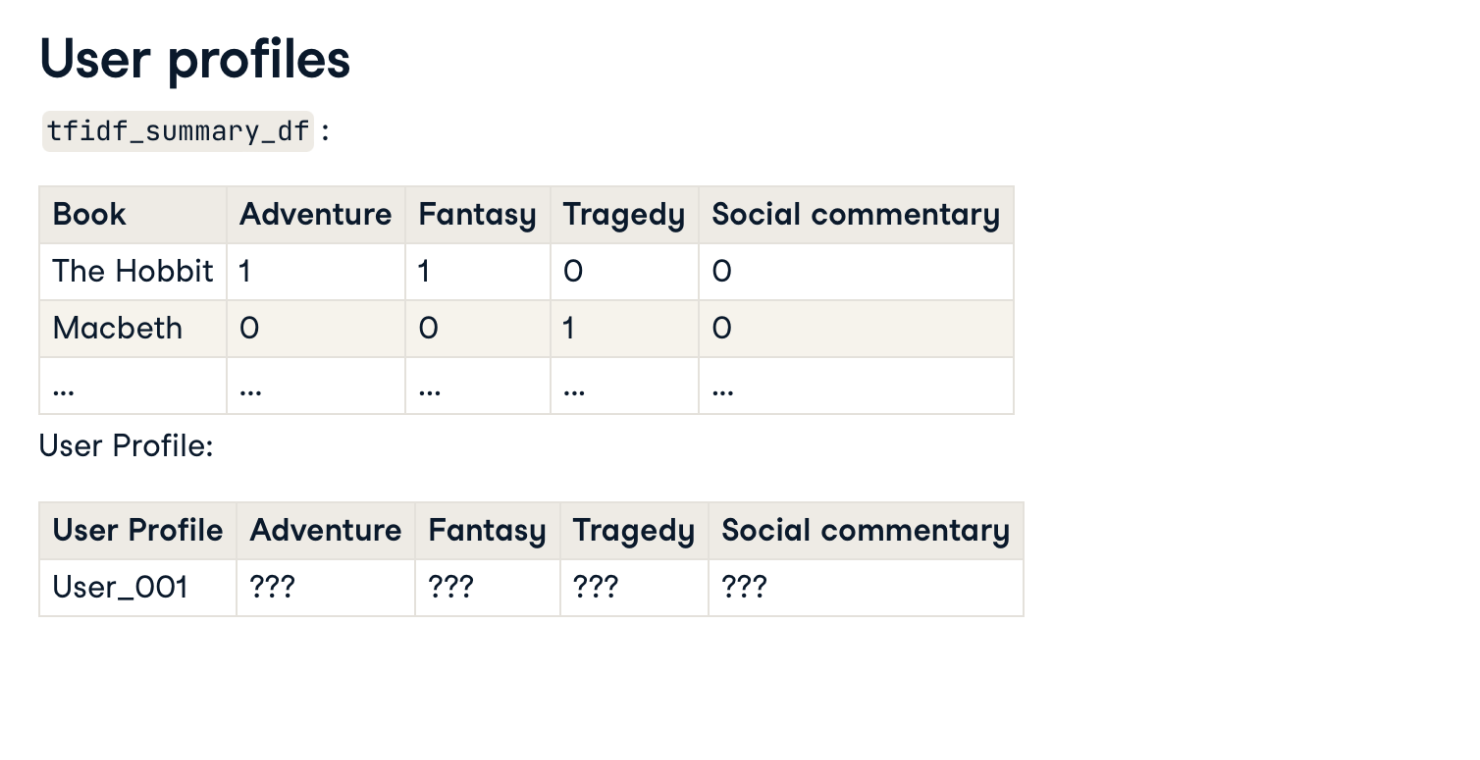 User profiles
tfidf_summary_df :
Book Adventure Fantasy Tragedy Social commentary
The Hobbit 1 1 0 0
Macbeth 0 0 1 0
... ... ... ... ...
User Profile:
User Profile Adventure Fantasy Tragedy Social commentary
User_001 ??? ??? ??? ???